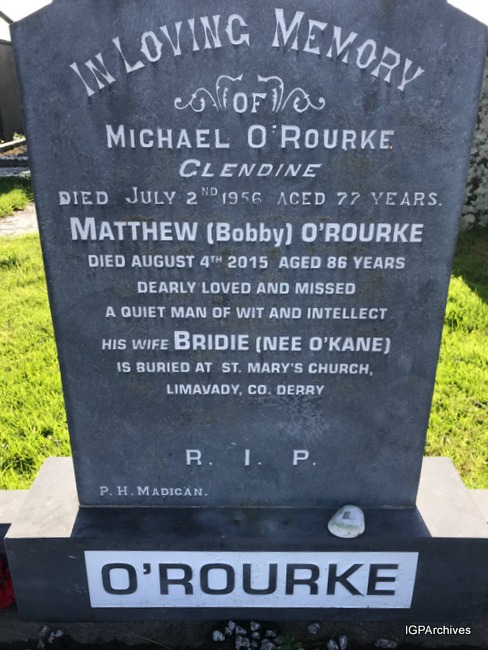 IN LOVING MEMORY
OF
MICHAEL O'ROURKE
CLENDINE
DIED JULY 2ND 1956 AGED 77 YEARS.
MATTHEW (Bobby) O'ROURKE
DIED AUGUST 4TH 2015 AGED 86 YEARS
DEARLY LOVED AND MISSED
A QUIET MAN OF WIT AND INTELLECT
HIS WIFE BRIDIE (NEE O'KANE)
IS BURIED AT ST. MARY'S CHURCH,
LIMAVADY, CO. DERRY
R. I. P.
P. H. MADIGAN.
O'ROURKE
IGPArchives